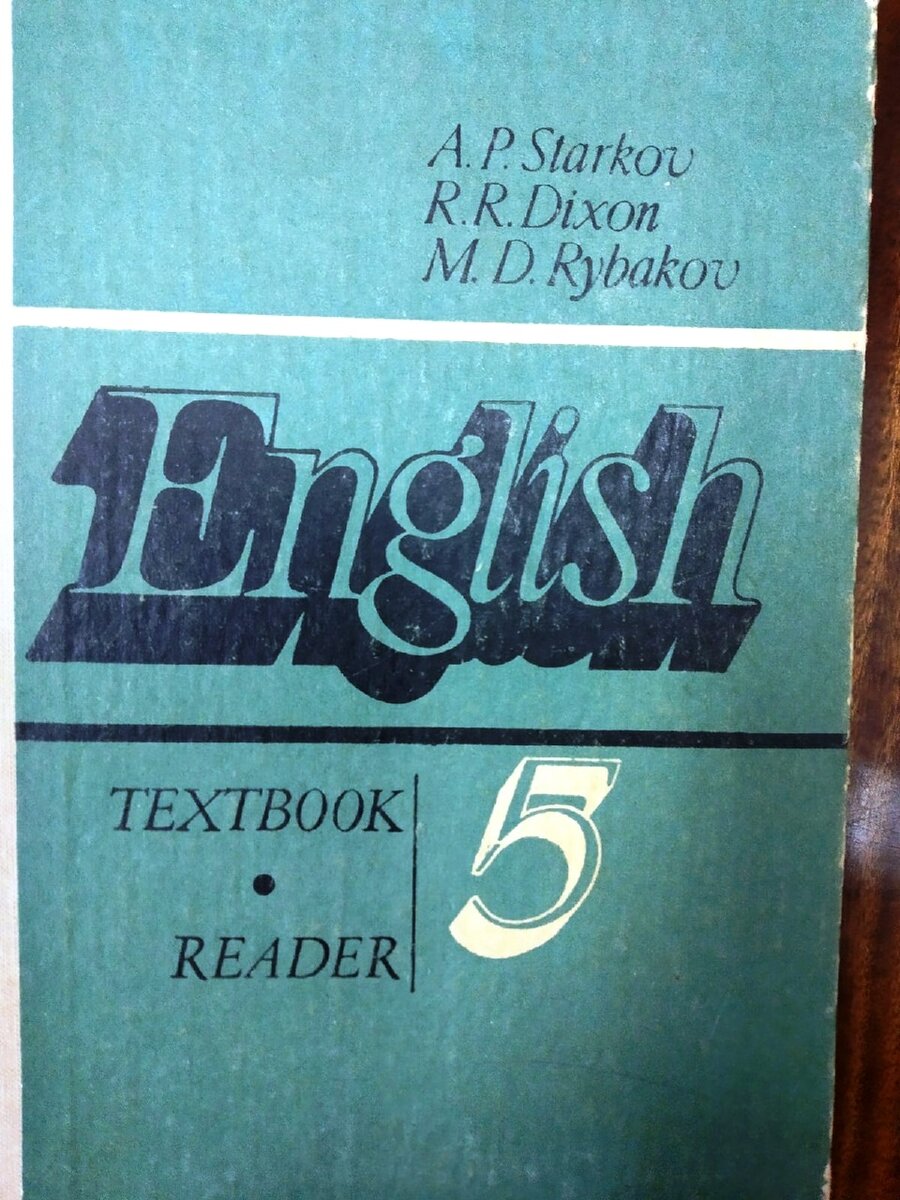 A. P. Starkov
R. R. Dixon
M. D. Rybakov
English
TEXTBOOK
•
READER
5